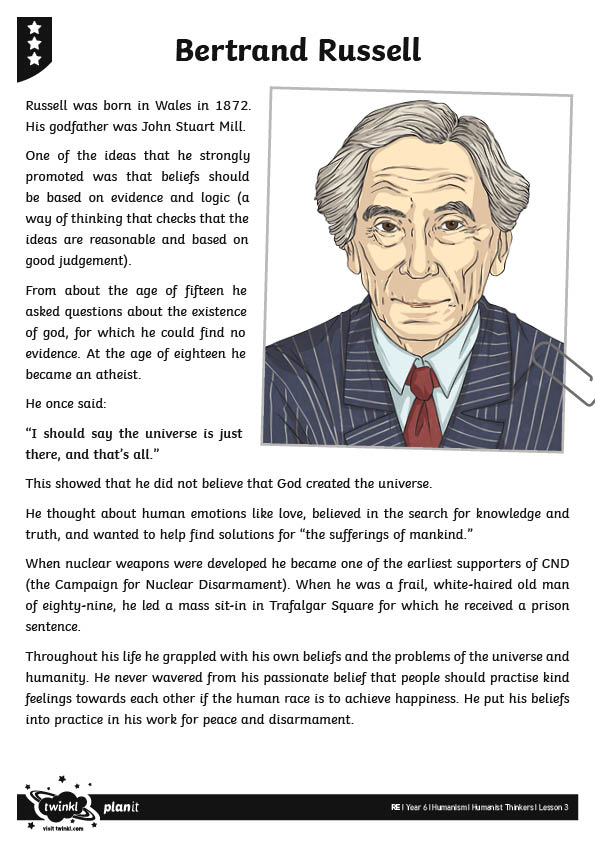 Bertrand Russell
Russell was born in Wales in 1872.
His godfather was John Stuart Mill.
One of the ideas that he strongly
promoted was that beliefs should
be based on evidence and logic (a
way of thinking that checks that the
ideas are reasonable and based on
good judgement).
From about the age of fifteen he
asked questions about the existence
of god, for which he could find no
evidence. At the age of eighteen he
became an atheist.
He once said:
“I should say the universe is just
there, and that’s all.”
This showed that he did not believe that God created the universe.
He thought about human emotions like love, believed in the search for knowledge and
truth, and wanted to help find solutions for “the sufferings of mankind.”
When nuclear weapons were developed he became one of the earliest supporters of CND
(the Campaign for Nuclear Disarmament). When he was a frail, white-haired old man
of eighty-nine, he led a mass sit-in in Trafalgar Square for which he received a prison
sentence.
Throughout his life he grappled with his own beliefs and the problems of the universe and
humanity. He never wavered from his passionate belief that people should practise kind
feelings towards each other if the human race is to achieve happiness. He put his beliefs
into practice in his work for peace and disarmament.
twinkl planit
visit twinkl.com
RE | Year 6 | Humanism | Humanist Thinkers | Lesson 3